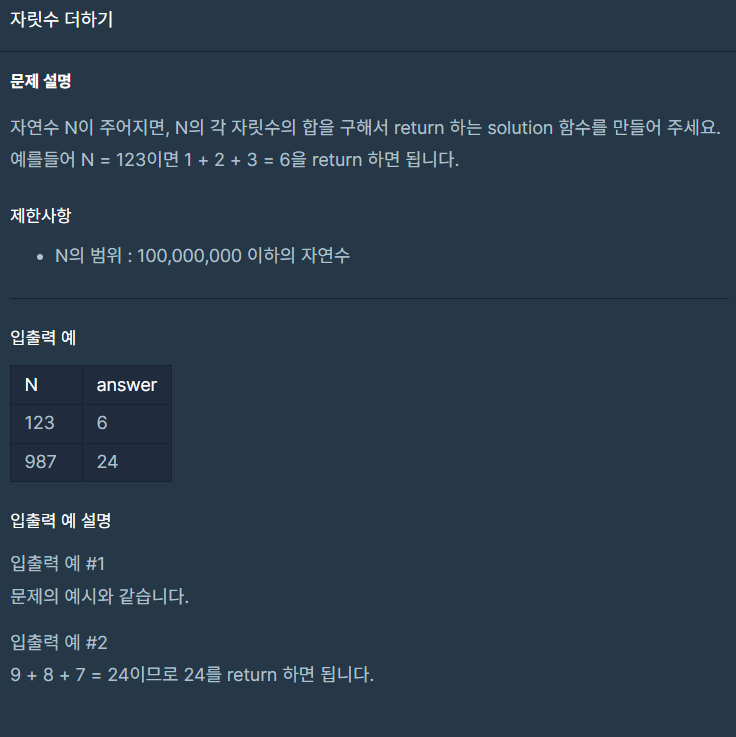 자릿수 더하기
문제 설명
자연수 N이 주어지면, N의 각 자릿수의 합을 구해서 return 하는 solution 함수를 만들어 주세요.
예를들어 N = 123이면 1 + 2 + 3 = 6을 return 하면 됩니다.
제한사항
• N의 범위 : 100,000,000 이하의 자연수
입출력 예
N answer
123 6
987 24
입출력 예 설명
입출력 예 #1
문제의 예시와 같습니다.
입출력 예 #2
9 + 8 + 7 = 24이므로 24를 return 하면 됩니다.